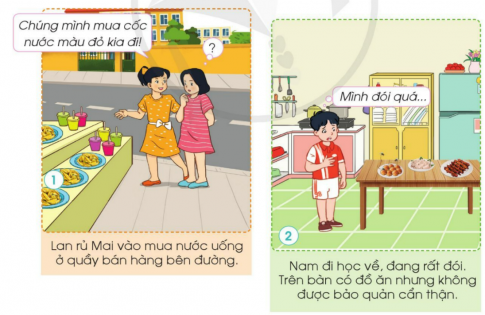 Chúng mình mua cốc
nước màu đỏ kia đi!
?
1
Lan rủ Mai vào mua nước uống
ở quầy bán hàng bên đường.
Mình đói quá...
2
Nam đi học về, đang rất đói.
Trên bàn có đồ ăn nhưng không
được bảo quản cẩn thận.